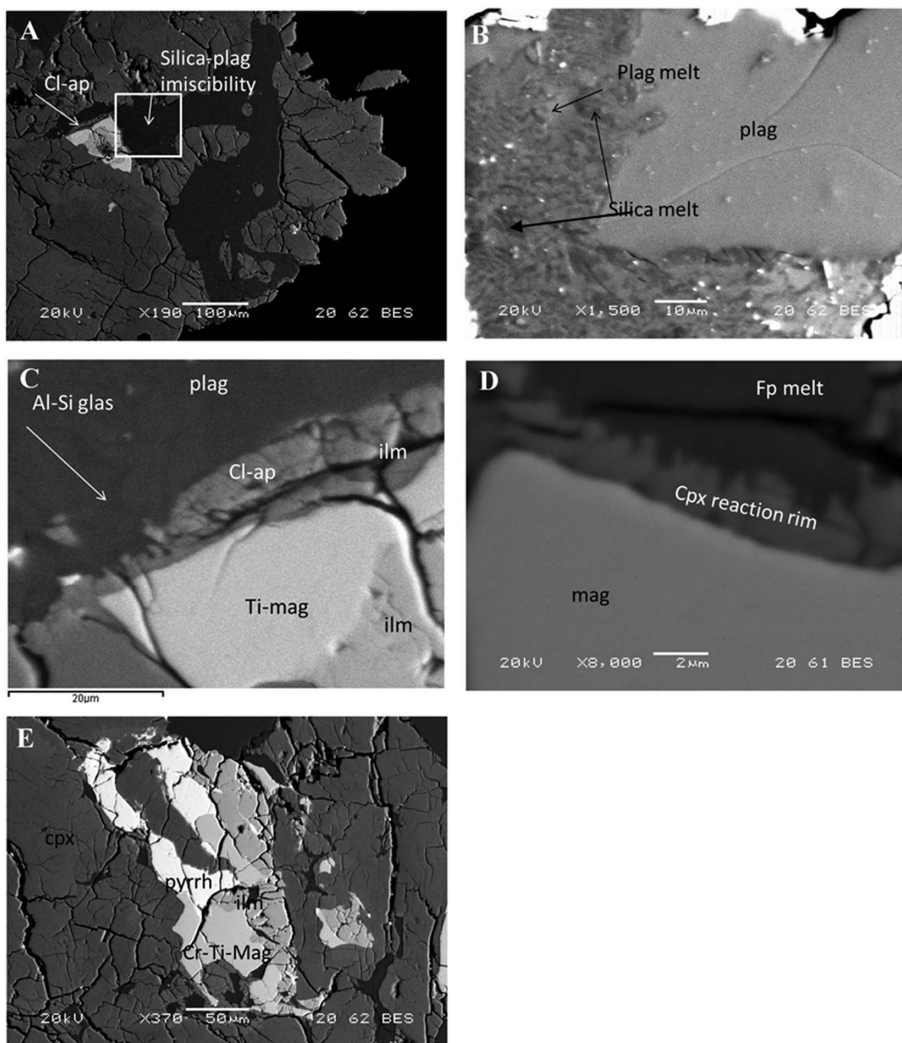 A
Silica-plag
imiscibility
Cl-ap
20kV X190 100μm 20 62 BES
B
Plag melt
plag
Silica melt
20kV X1,500 10μm 20 62 BES
C
plag
Al-Si glas
ilm
Cl-ap
Ti-mag
ilm
20μm
D
Fp melt
Cpx reaction rim
mag
20kV X8,000 2μm 20 61 BES
E
cpx
pyrrh
ilm
Cr-Ti-Mag
20kV X370 50μm 20 62 BES